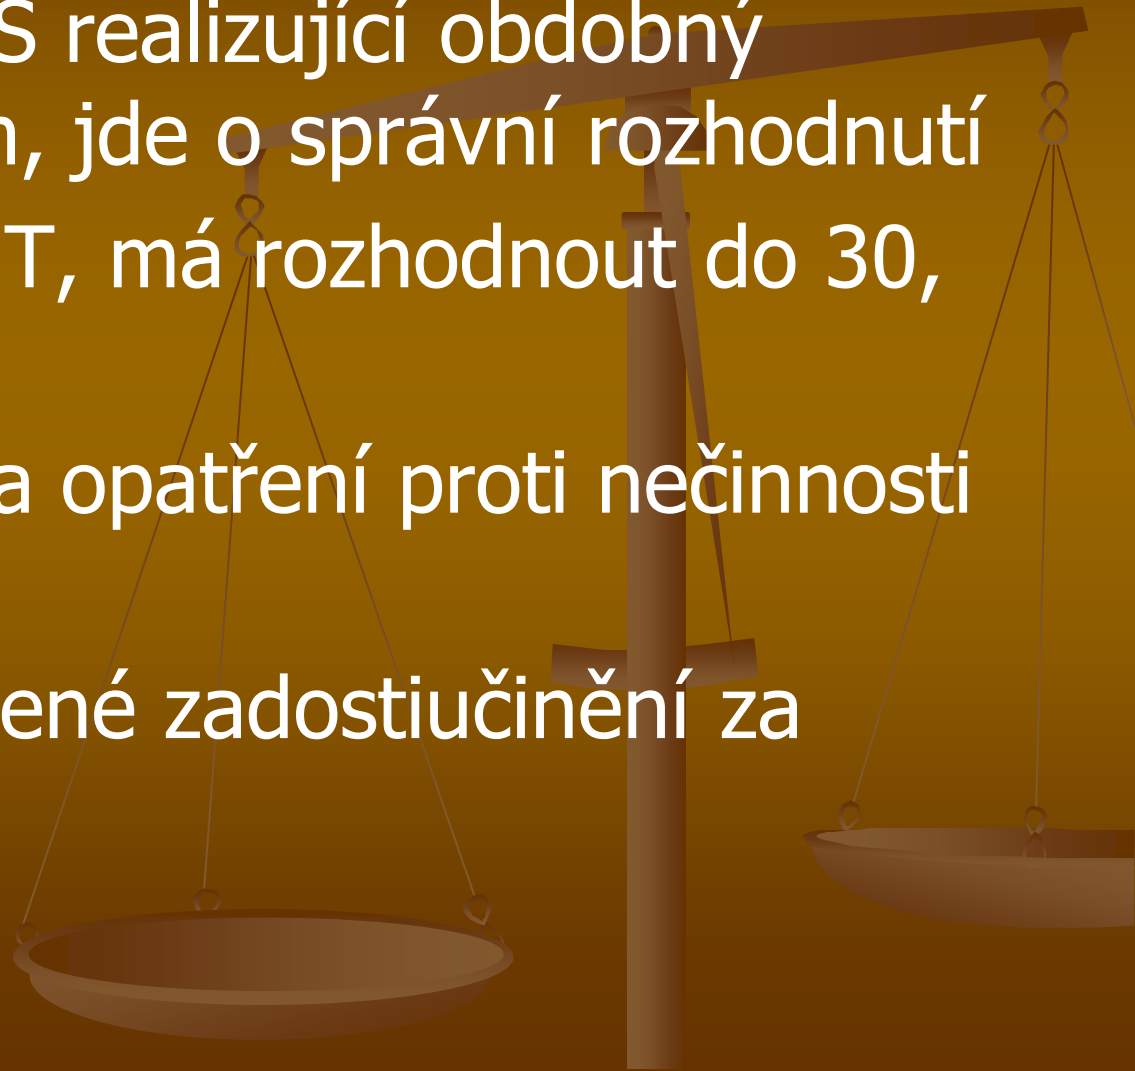 S realizující obdobný
, jde o správní rozhodnutí
T, má rozhodnout do 30,
a opatření proti nečinnosti
ené zadostiučinění za